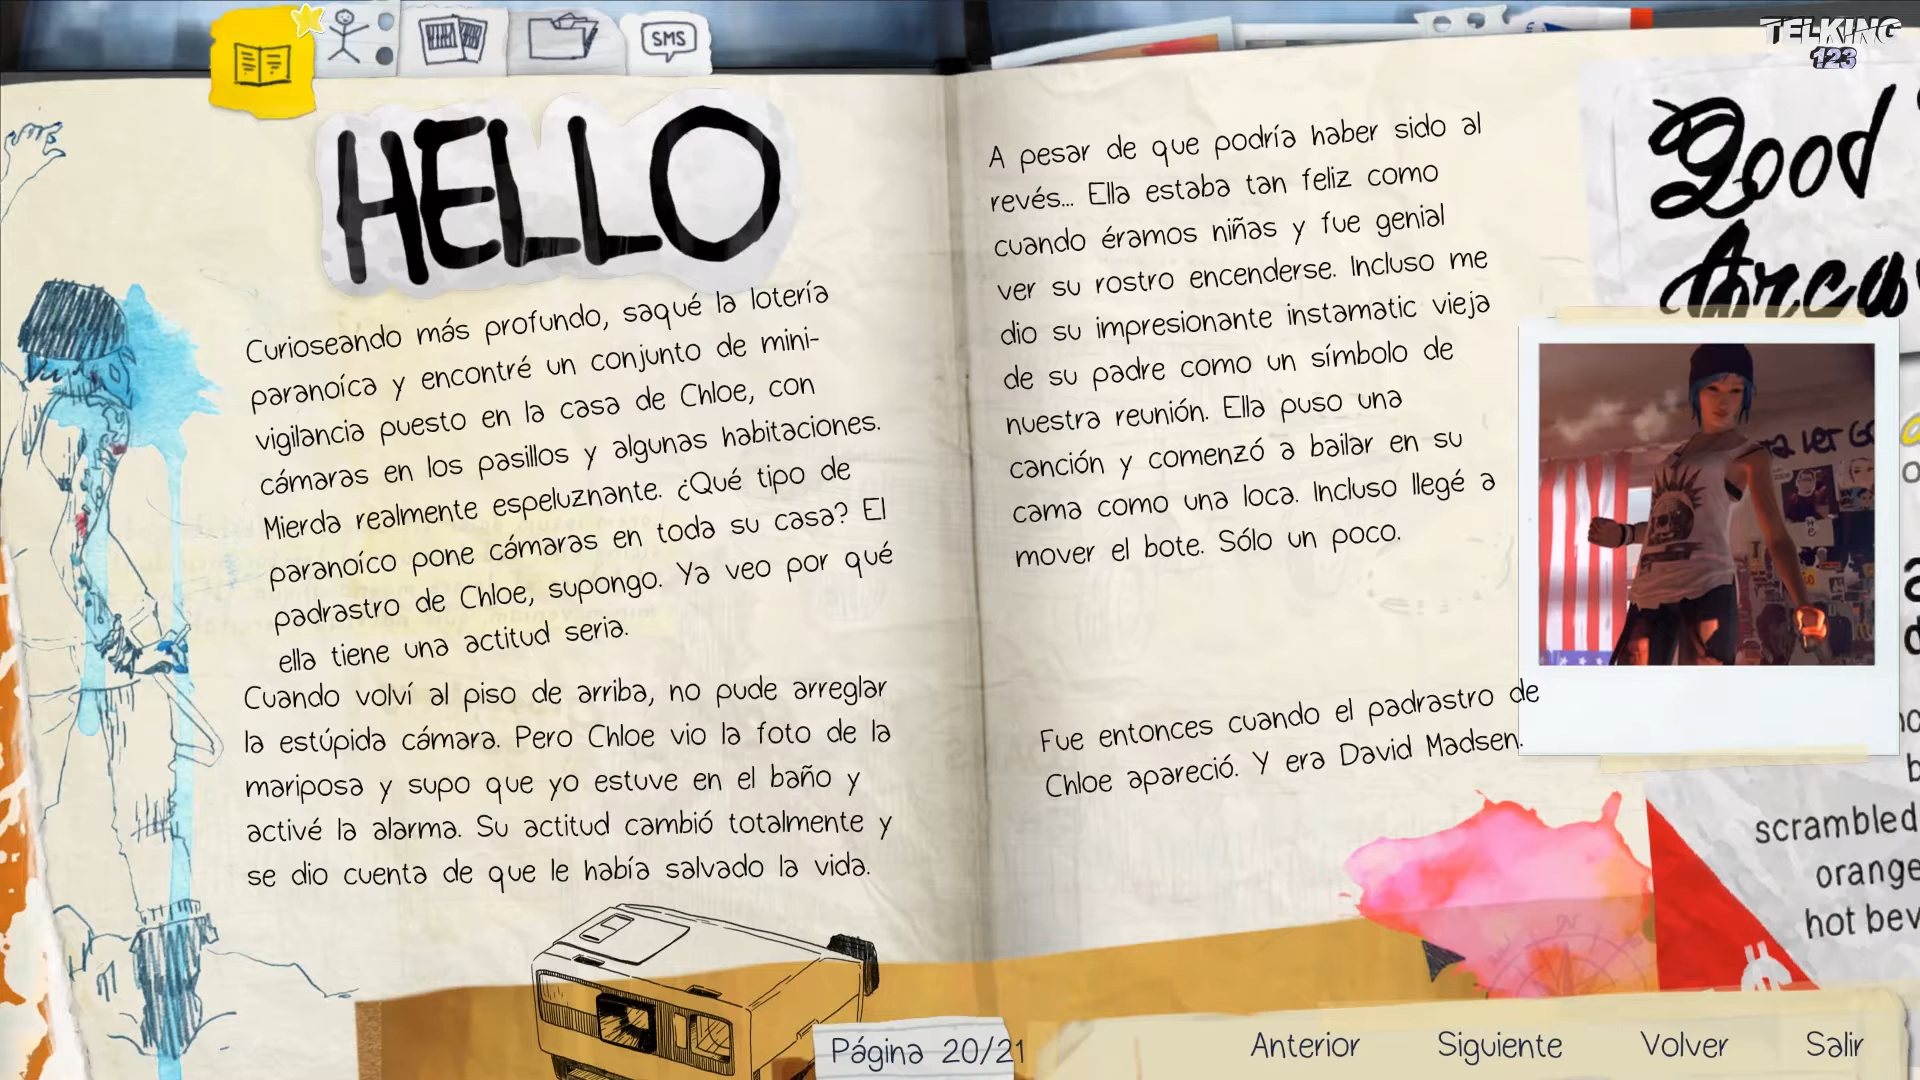 SMS
TELKING
123
HELLO
Curioseando más profundo, saqué la lotería
paranoíca y encontré un conjunto de mini-
vigilancia puesto en la casa de Chloe, con
cámaras en los pasillos y algunas habitaciones.
Mierda realmente espeluznante. ¿Qué tipo de
paranoíco pone cámaras en toda su casa? El
padrastro de Chloe, supongo. Ya veo por qué
ella tiene una actitud seria.
Cuando volví al piso de arriba, no pude arreglar
la estúpida cámara. Pero Chloe vio la foto de la
mariposa y supo que yo estuve en el baño y
activé la alarma. Su actitud cambió totalmente y
se dio cuenta de que le había salvado la vida.
A pesar de que podría haber sido al
revés... Ella estaba tan feliz como
cuando éramos niñas y fue genial
ver su rostro encenderse. Incluso me
dio su impresionante instamatic vieja
de su padre como un símbolo de
nuestra reunión. Ella puso una
canción y comenzó a bailar en su
cama como una loca. Incluso llegé a
mover el bote. Sólo un poco.
Fue entonces cuando el padrastro de
Chloe apareció. Y era David Madsen.
Good
Arca
scrambled
orange
hot bev
Página 20/21
Anterior
Siguiente
Volver
Salir